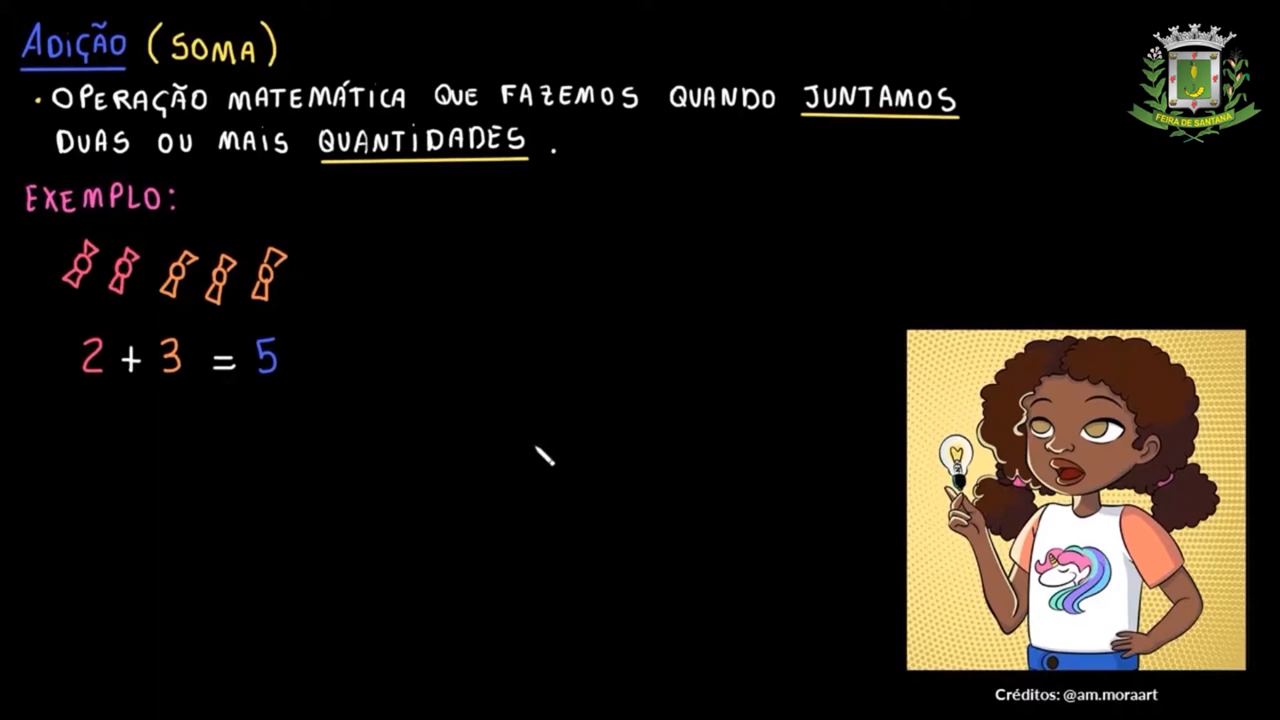 ADIÇÃO (SOMA)
• OPERAÇÃO MATEMÁTICA QUE FAZEMOS QUANDO JUNTAMOS
DUAS OU MAIS QUANTIDADES.
EXEMPLO:
2 + 3 = 5
FEIRA DE SANTANA
Créditos: @am.moraart